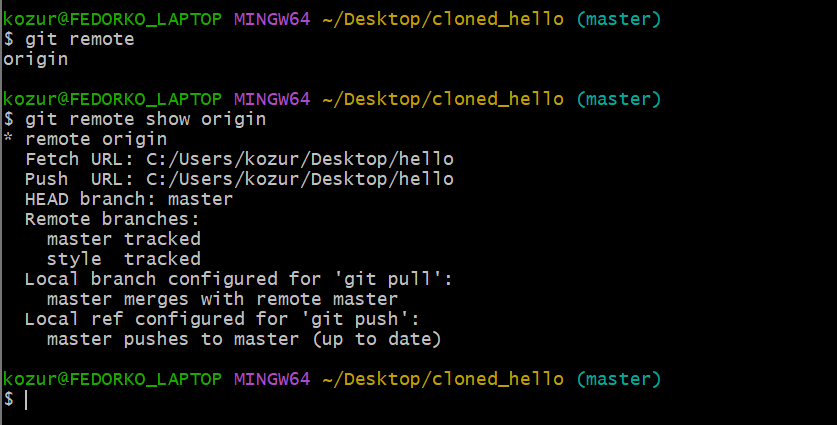 kozur@FEDORKO_LAPTOP MINGW64 ~/Desktop/cloned_hello (master)
$ git remote
origin
kozur@FEDORKO_LAPTOP MINGW64 ~/Desktop/cloned_hello (master)
$ git remote show origin
* remote origin
  Fetch URL: C:/Users/kozur/Desktop/hello
  Push  URL: C:/Users/kozur/Desktop/hello
  HEAD branch: master
  Remote branches:
    master tracked
    style  tracked
  Local branch configured for 'git pull':
    master merges with remote master
  Local ref configured for 'git push':
    master pushes to master (up to date)
kozur@FEDORKO_LAPTOP MINGW64 ~/Desktop/cloned_hello (master)
$